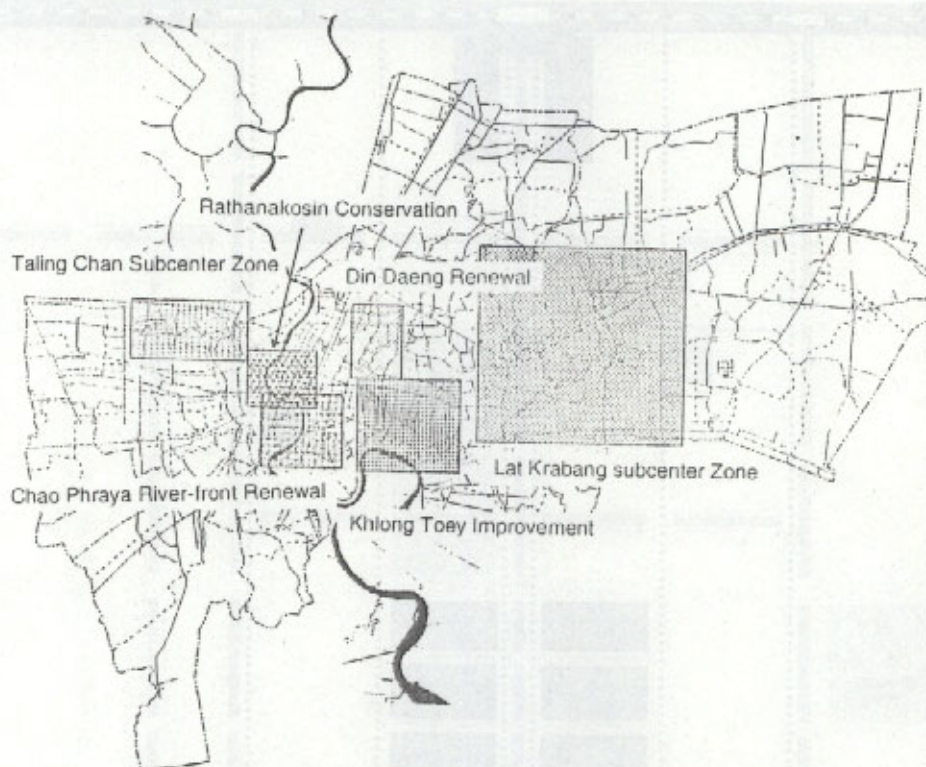 Rathanakosin Conservation
Taling Chan Subcenter Zone
Din Daeng Renewal
Lat Krabang subcenter Zone
Chao Phraya River-front Renewal
Khlong Toey Improvement